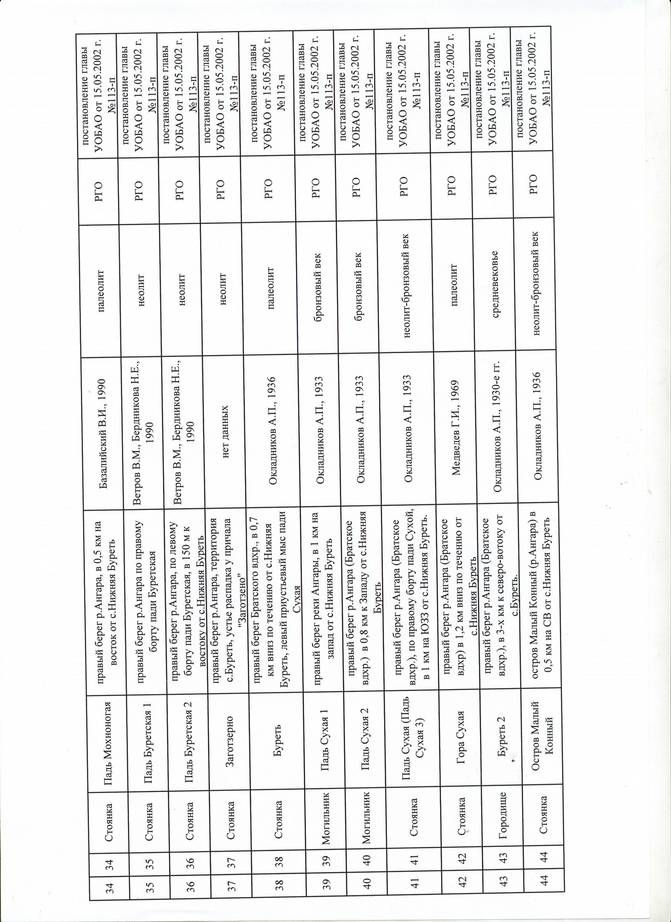 34 34 Стоянка Падь Мохноногая правый берег р.Ангара, в 0,5 км на восток от с.Нижняя Буреть Базалийский В.И., 1990 палеолит РГО постановление главы УОБАО от 15.05.2002 г. №113-п
35 35 Стоянка Падь Буретская 1 правый берег р.Ангара по правому борту пади Буретская Ветров В.М., Бердникова Н.Е., 1990 неолит РГО постановление главы УОБАО от 15.05.2002 г. №113-п
36 36 Стоянка Падь Буретская 2 правый берег р.Ангара, по левому борту пади Буретская, в 150 м к востоку от с.Нижняя Буреть Ветров В.М., Бердникова Н.Е., 1990 неолит РГО постановление главы УОБАО от 15.05.2002 г. №113-п
37 37 Стоянка Заготзерно правый берег р.Ангара, территория с.Буреть, устье распадка у причала "Заготзено" нет данных неолит РГО постановление главы УОБАО от 15.05.2002 г. №113-п
38 38 Стоянка Буреть правый берег Братского вдхр., в 0,7 км вниз по течению от с.Нижняя Буреть, левый приустьевый мыс пади Сухая Окладников А.П., 1936 палеолит РГО постановление главы УОБАО от 15.05.2002 г. №113-п
39 39 Могильник Падь Сухая 1 правый берег реки Ангары, в 1 км на запад от с.Нижняя Буреть Окладников А.П., 1933 бронзовый век РГО постановление главы УОБАО от 15.05.2002 г. №113-п
40 40 Могильник Падь Сухая 2 правый берег р.Ангара (Братское вдхр.) в 0,8 км к Западу от с.Нижняя Буреть Окладников А.П., 1933 бронзовый век РГО постановление главы УОБАО от 15.05.2002 г. №113-п
41 41 Стоянка Падь Сухая (Падь Сухая 3) правый берег р.Ангара (Братское вдхр.), по правому борту пади Сухой, в 1 км на ЮЗЗ от с.Нижняя Буреть. Окладников А.П., 1933 неолит-бронзовый век РГО постановление главы УОБАО от 15.05.2002 г. №113-п
42 42 Стоянка Гора Сухая правый берег р.Ангара (Братское вдхр) в 1,2 км вниз по течению от с.Нижняя Буреть Медведев Г.И., 1969 палеолит РГО постановление главы УОБАО от 15.05.2002 г. №113-п
43 43 Городище Буреть 2 правый берег р.Ангара (Братское вдхр.), в 3-х км к северо-вотоку от с.Буреть. Окладников А.П., 1930-е гг. средневековье РГО постановление главы УОБАО от 15.05.2002 г. №113-п
44 44 Стоянка Остров Малый Конный остров Малый Конный (р.Ангара) в 0,5 км на СВ от с.Нижняя Буреть Окладников А.П., 1936 неолит-бронзовый век РГО постановление главы УОБАО от 15.05.2002 г. №113-п